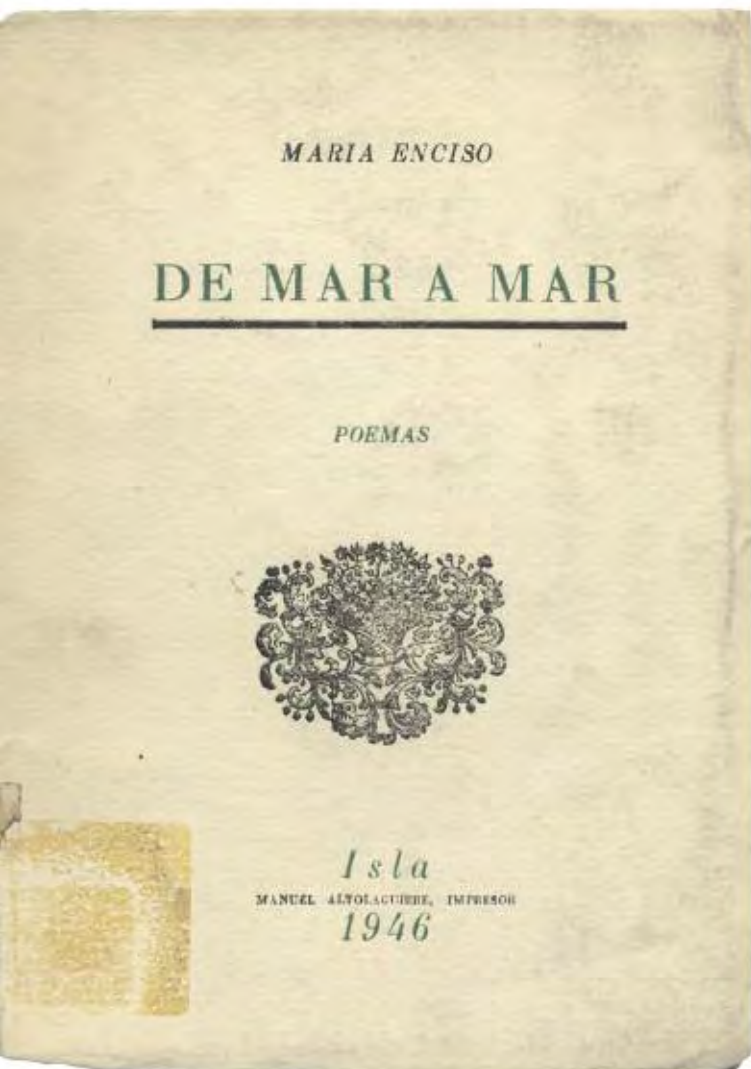 MARIA ENCISO
DE MAR A MAR
POEMAS
Isla
MANUEL ALTOLAGUIRRE, IMPRESOR
1946